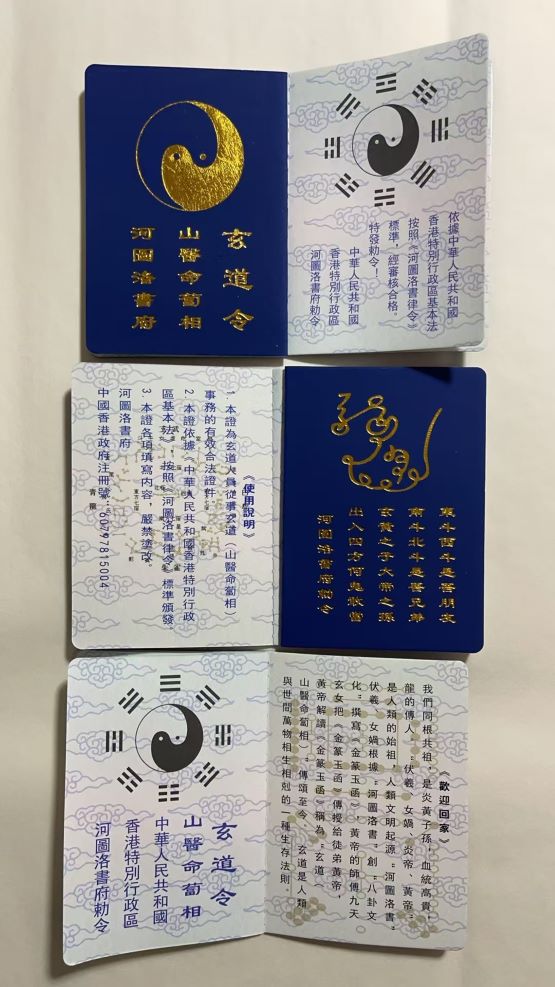 玄道令
山醫命蔔相
河圖洛書府
依據中華人民共和國
香港特別行政區基本法
按照《河圖洛書律令》
標準，經審核合格。
特發勅令！
中華人民共和國
香港特別行政區
河圖洛書府勅令
《使用說明》
1. 本證為玄道人員從事玄道（山醫命蔔相）
事務的有效合法證件。
2. 本證依據《中華人民共和國香港特別行政
區基本法》，按照《河圖洛書律令》標準頒發。
3. 本證各項填寫内容，嚴禁塗改。
河圖洛書府
中國香港政府注册號：60797815004
東方七宿
青龍
東斗西斗是吾朋友
南斗北斗是吾兄弟
玄黃之子大帝之孫
出入四方何鬼敢當
河圖洛書府勅令
《歡迎回家》
我們同根共祖，是炎黃子孫，血統高貴，
龍的傳人。“伏羲、女媧、炎帝、黃帝”
是人類的始祖，人類文明起源“河圖洛書”
伏羲、女媧根據“河圖洛書”創“八卦文
化”撰寫《金篆玉函》，黃帝的師傅九天
玄女把《金篆玉函》傳授給徒弟黃帝，
黃帝解讀《金篆玉函》稱為“玄道（
山醫命蔔相）”傳頌至今、玄道是人類
與世間萬物相生相剋的一種生存法則。
玄道令
山醫命蔔相
中華人民共和國
香港特別行政區
河圖洛書府勅令